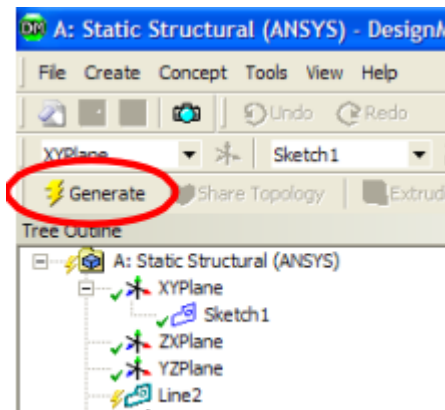 DM A: Static Structural (ANSYS) - DesignM
File Create Concept Tools View Help
Undo Redo
XYPlane Sketch1
Generate Share Topology Extrud
Tree Outline
A: Static Structural (ANSYS)
XYPlane
Sketch1
ZXPlane
YZPlane
Line2